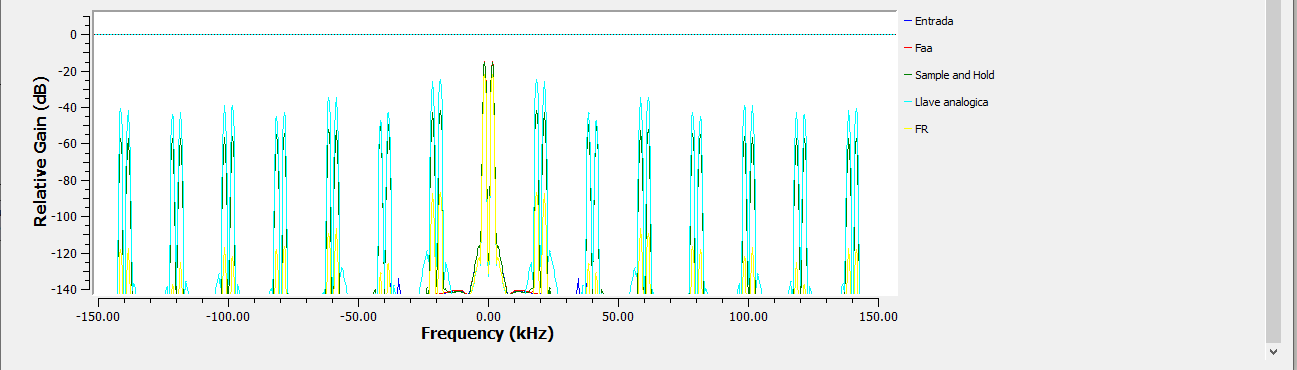 Relative Gain (dB)
0
-20
-40
-60
-80
-100
-120
-140
-150.00
-100.00
-50.00
0.00
50.00
100.00
150.00
Frequency (kHz)
Entrada
Faa
Sample and Hold
Llave analogica
FR